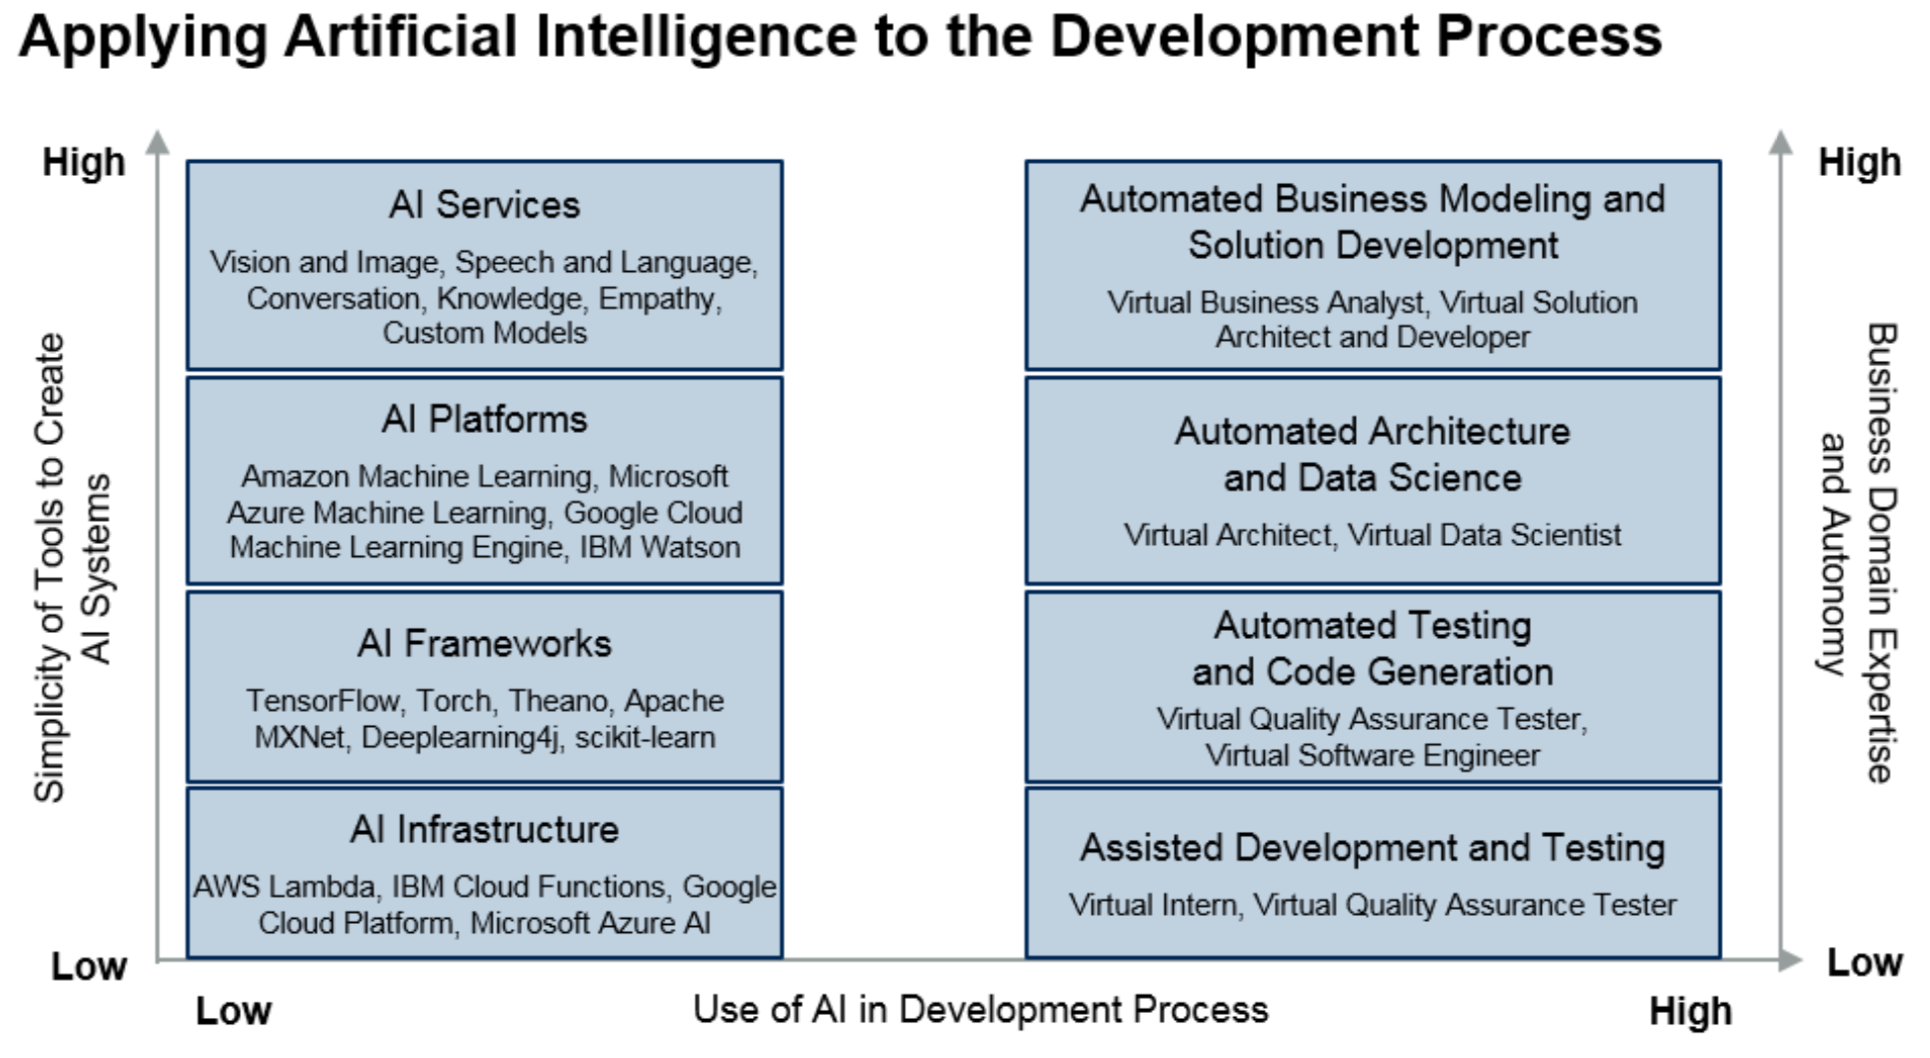 Applying Artificial Intelligence to the Development Process
High
Simplicity of Tools to Create
AI Systems
Low
AI Services
Vision and Image, Speech and Language,
Conversation, Knowledge, Empathy,
Custom Models
AI Platforms
Amazon Machine Learning, Microsoft
Azure Machine Learning, Google Cloud
Machine Learning Engine, IBM Watson
AI Frameworks
TensorFlow, Torch, Theano, Apache
MXNet, Deeplearning4j, scikit-learn
AI Infrastructure
AWS Lambda, IBM Cloud Functions, Google
Cloud Platform, Microsoft Azure AI
Automated Business Modeling and
Solution Development
Virtual Business Analyst, Virtual Solution
Architect and Developer
Automated Architecture
and Data Science
Virtual Architect, Virtual Data Scientist
Automated Testing
and Code Generation
Virtual Quality Assurance Tester,
Virtual Software Engineer
Assisted Development and Testing
Virtual Intern, Virtual Quality Assurance Tester
High
Business Domain Expertise
and Autonomy
Low
Low
Use of AI in Development Process
High